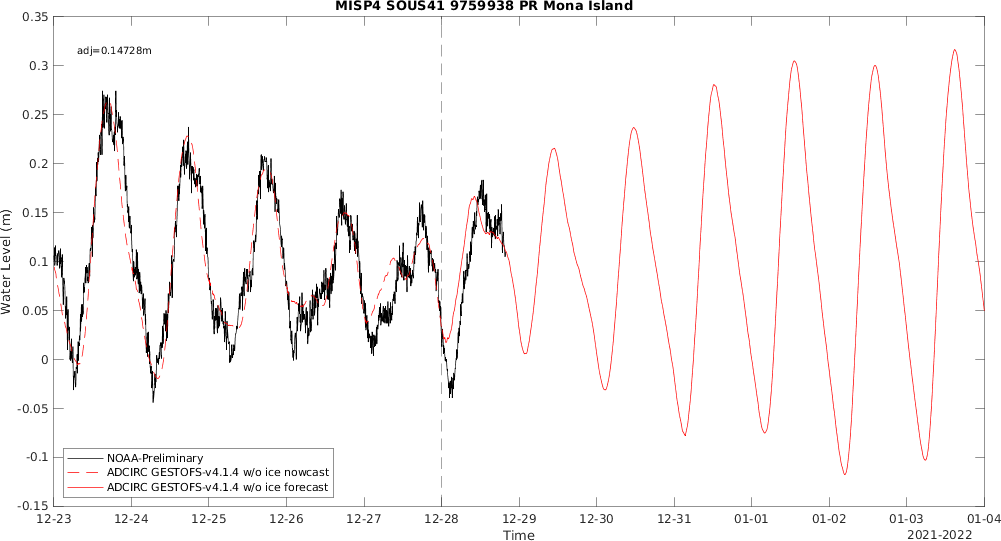 MISP4 SOUS41 9759938 PR Mona Island
adj=0.14728m
0.35
0.3
0.25
0.2
0.15
0.1
0.05
0
-0.05
-0.1
-0.15
Water Level (m)
NOAA-Preliminary
ADCIRC GESTOFS-v4.1.4 w/o ice nowcast
ADCIRC GESTOFS-v4.1.4 w/o ice forecast
12-23 12-24 12-25 12-26 12-27 12-28 12-29 12-30 12-31 01-01 01-02 01-03 01-04
Time
2021-2022